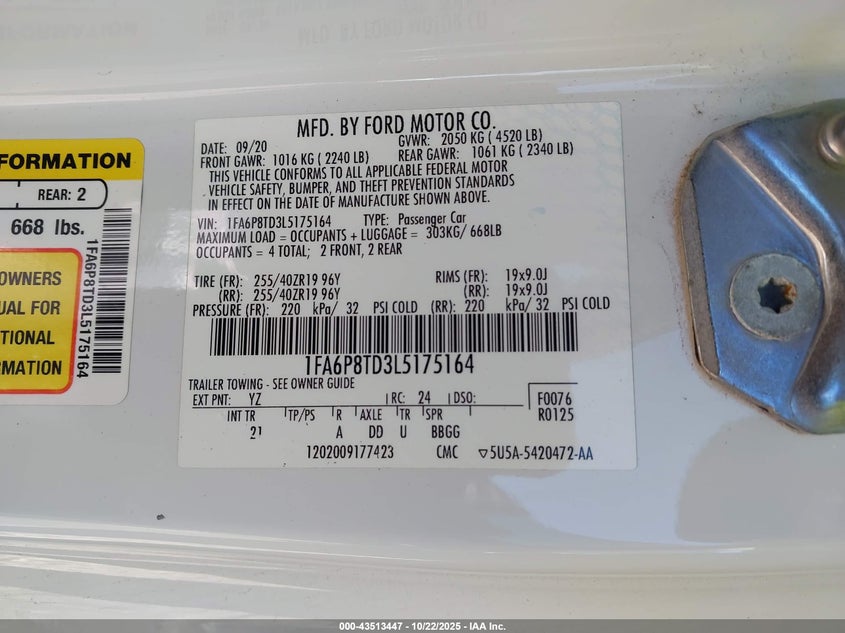 MFD. BY FORD MOTOR CO.
DATE: 09/20 GVWR: 2050 KG (4520 LB)
FRONT GAWR: 1016 KG (2240 LB) REAR GAWR: 1061 KG (2340 LB)
THIS VEHICLE CONFORMS TO ALL APPLICABLE FEDERAL MOTOR
VEHICLE SAFETY, BUMPER, AND THEFT PREVENTION STANDARDS
IN EFFECT ON THE DATE OF MANUFACTURE SHOWN ABOVE.
VIN: 1FA6P8TD3L5175164 TYPE: Passenger Car
MAXIMUM LOAD = OCCUPANTS + LUGGAGE = 303KG/ 668LB
OCCUPANTS = 4 TOTAL; 2 FRONT, 2 REAR
TIRE (FR): 255/40ZR19 96Y RIMS (FR): 19x9.0J
(RR): 255/40ZR19 96Y (RR): 19x9.0J
PRESSURE (FR): 220 kPa/ 32 PSI COLD (RR): 220 kPa/ 32 PSI COLD
1FA6P8TD3L5175164
TRAILER TOWING - SEE OWNER GUIDE
EXT PNT: YZ RC: 24 DSO: F0076
INT TR TP/PS R AXLE TR SPR R0125
21 A DD U BBGG
1202009177423 CMC ▽5U5A-5420472-AA
FORMATION
REAR: 2
668 lbs.
OWNERS
UAL FOR
TIONAL
RMATION
1FA6P8TD3L5175164
000-43513447 - 10/22/2025 - IAA Inc.